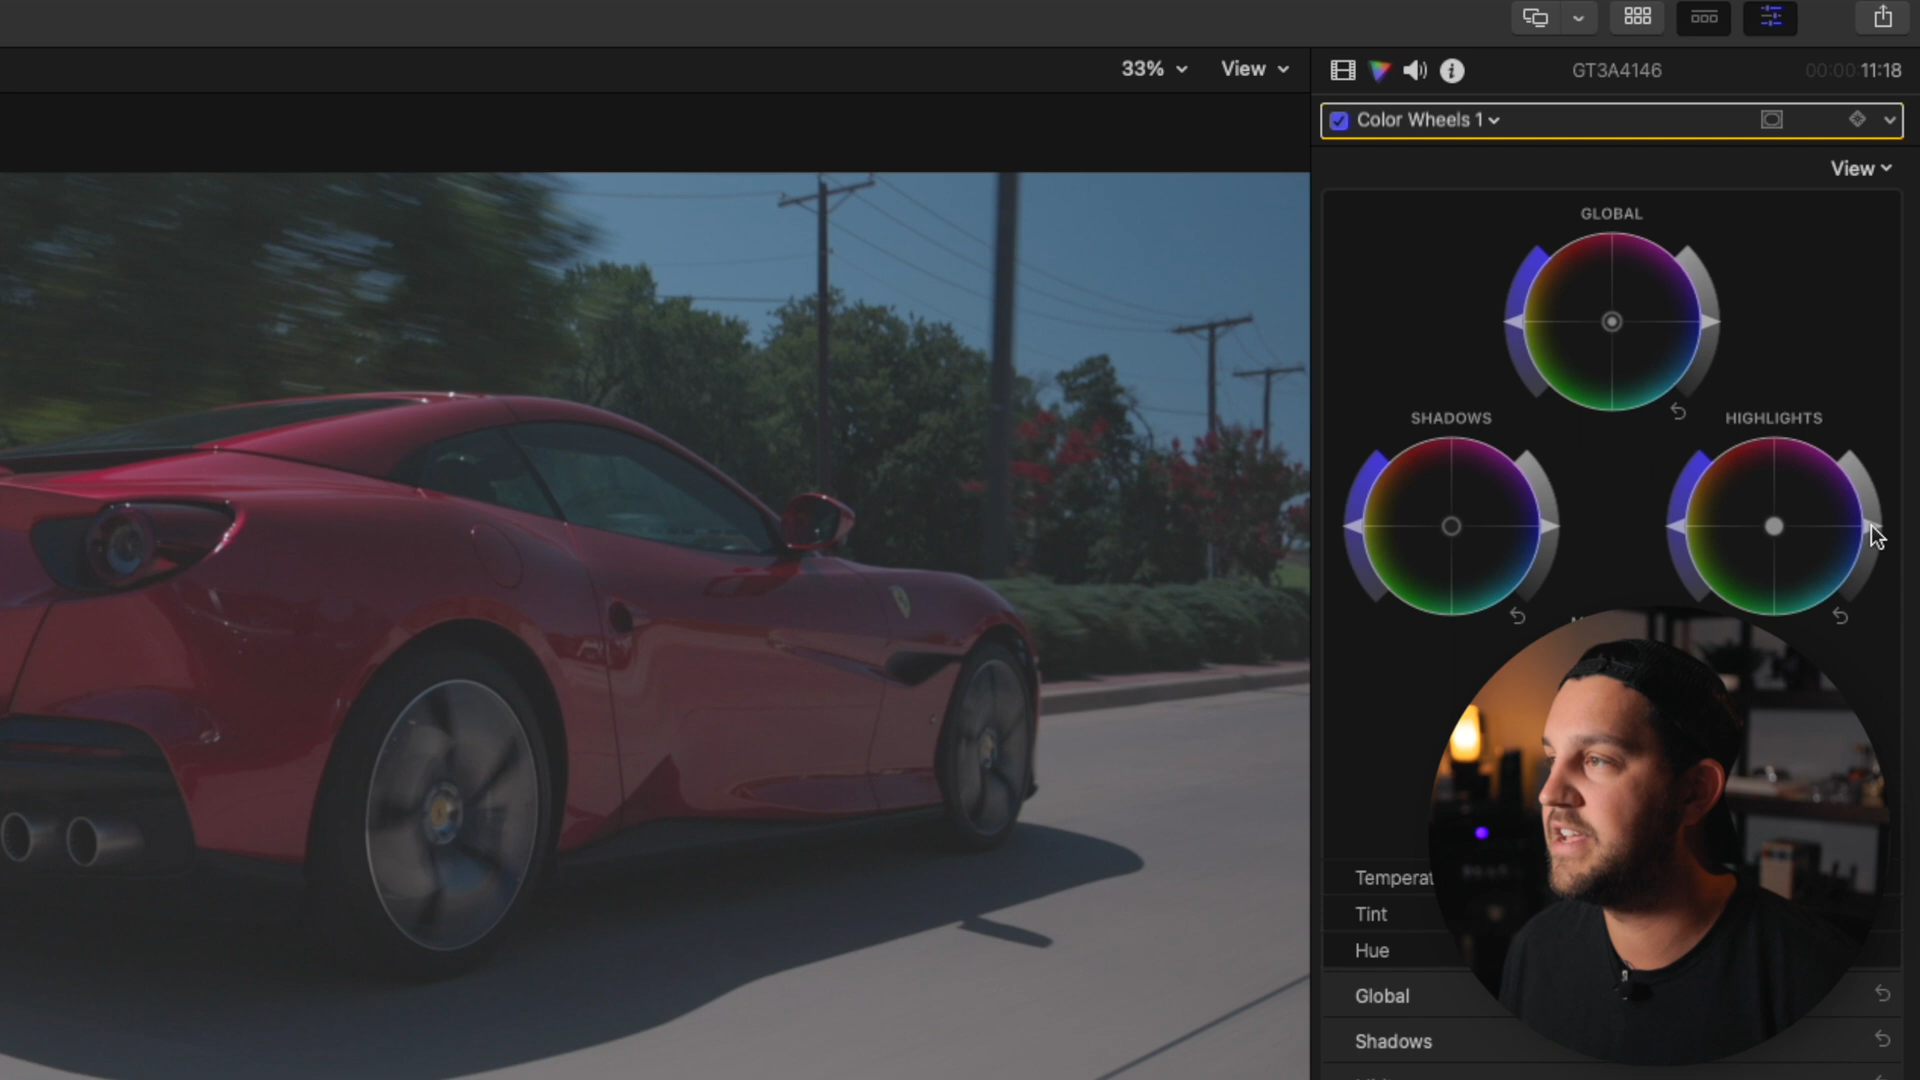 33%
View
GT3A4146
00:00:11:18
Color Wheels 1
View
GLOBAL
SHADOWS
HIGHLIGHTS
Temperat
Tint
Hue
Global
Shadows